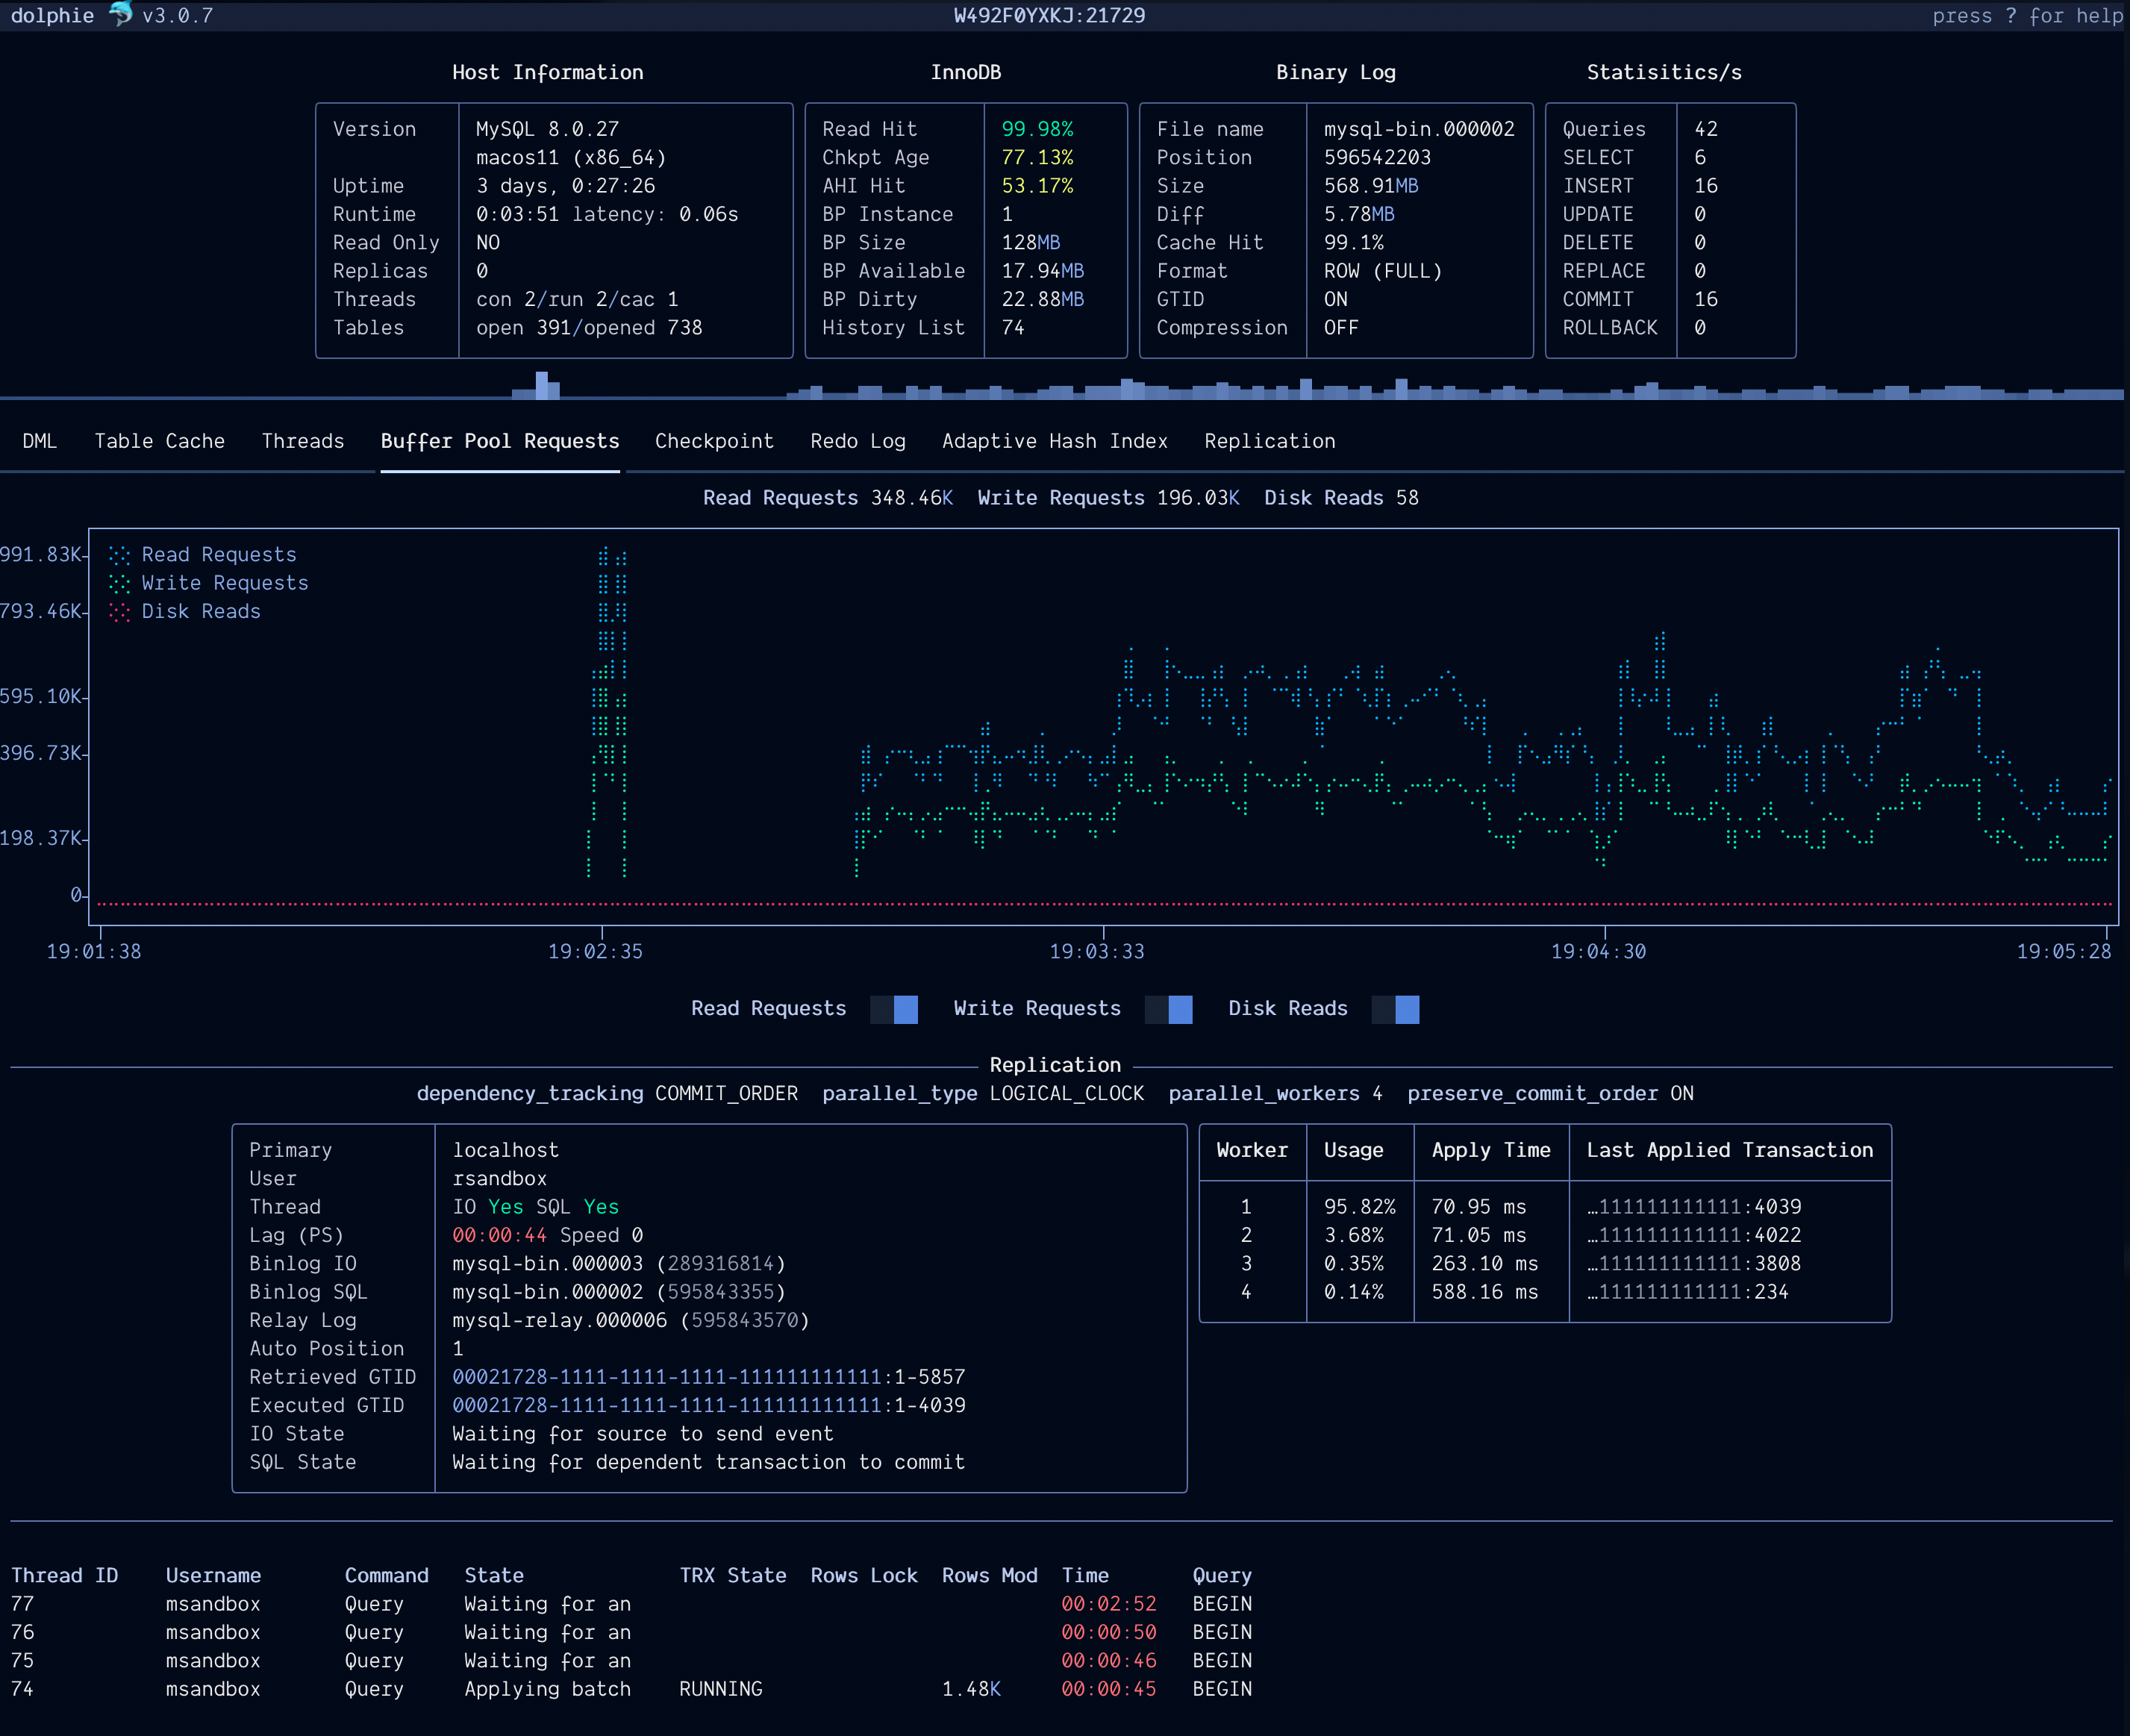 dolphie 🐬 v3.0.7 W492F0YXKJ:21729 press ? for help
Host Information
Version MySQL 8.0.27
macos11 (x86_64)
Uptime 3 days, 0:27:26
Runtime 0:03:51 latency: 0.06s
Read Only NO
Replicas 0
Threads con 2/run 2/cac 1
Tables open 391/opened 738
InnoDB
Read Hit 99.98%
Chkpt Age 77.13%
AHI Hit 53.17%
BP Instance 1
BP Size 128MB
BP Available 17.94MB
BP Dirty 22.88MB
History List 74
Binary Log
File name mysql-bin.000002
Position 596542203
Size 568.91MB
Diff 5.78MB
Cache Hit 99.1%
Format ROW (FULL)
GTID ON
Compression OFF
Statisitics/s
Queries 42
SELECT 6
INSERT 16
UPDATE 0
DELETE 0
REPLACE 0
COMMIT 16
ROLLBACK 0
DML Table Cache Threads Buffer Pool Requests Checkpoint Redo Log Adaptive Hash Index Replication
Read Requests 348.46K Write Requests 196.03K Disk Reads 58
991.83K
793.46K
595.10K
396.73K
198.37K
0
Read Requests
Write Requests
Disk Reads
19:01:38 19:02:35 19:03:33 19:04:30 19:05:28
Read Requests Write Requests Disk Reads
Replication
dependency_tracking COMMIT_ORDER parallel_type LOGICAL_CLOCK parallel_workers 4 preserve_commit_order ON
Primary localhost
User rsandbox
Thread IO Yes SQL Yes
Lag (PS) 00:00:44 Speed 0
Binlog IO mysql-bin.000003 (289316814)
Binlog SQL mysql-bin.000002 (595843355)
Relay Log mysql-relay.000006 (595843570)
Auto Position 1
Retrieved GTID 00021728-1111-1111-1111-111111111111:1-5857
Executed GTID 00021728-1111-1111-1111-111111111111:1-4039
IO State Waiting for source to send event
SQL State Waiting for dependent transaction to commit
Worker Usage Apply Time Last Applied Transaction
1 95.82% 70.95 ms …111111111111:4039
2 3.68% 71.05 ms …111111111111:4022
3 0.35% 263.10 ms …111111111111:3808
4 0.14% 588.16 ms …111111111111:234
Thread ID Username Command State TRX State Rows Lock Rows Mod Time Query
77 msandbox Query Waiting for an 00:02:52 BEGIN
76 msandbox Query Waiting for an 00:00:50 BEGIN
75 msandbox Query Waiting for an 00:00:46 BEGIN
74 msandbox Query Applying batch RUNNING 1.48K 00:00:45 BEGIN